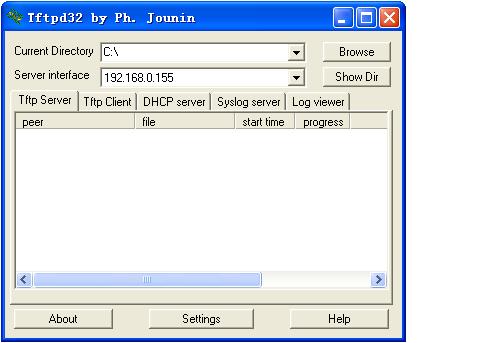 Tftpd32 by Ph. Jounin
Current Directory C:\ Browse
Server interface 192.168.0.155 Show Dir
Tftp Server Tftp Client DHCP server Syslog server Log viewer
peer file start time progress
About Settings Help